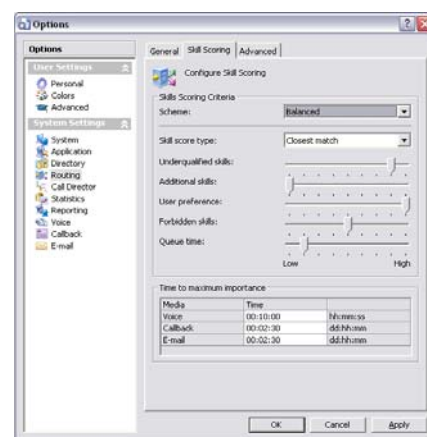 Options
Options
User Settings
Personal
Colors
Advanced
System Settings
System
Application
Directory
Routing
Call Director
Statistics
Reporting
Voice
Callback
E-mail
General Skill Scoring Advanced
Configure Skill Scoring
Skills Scoring Criteria
Scheme: Balanced
Skill score type: Closest match
Underqualified skills:
Additional skills:
User preference:
Forbidden skills:
Queue time:
Low High
Time to maximum importance
Media Time
Voice 00:10:00 hh:mm:ss
Callback 00:02:30 dd:hh:mm
E-mail 00:02:30 dd:hh:mm
OK Cancel Apply